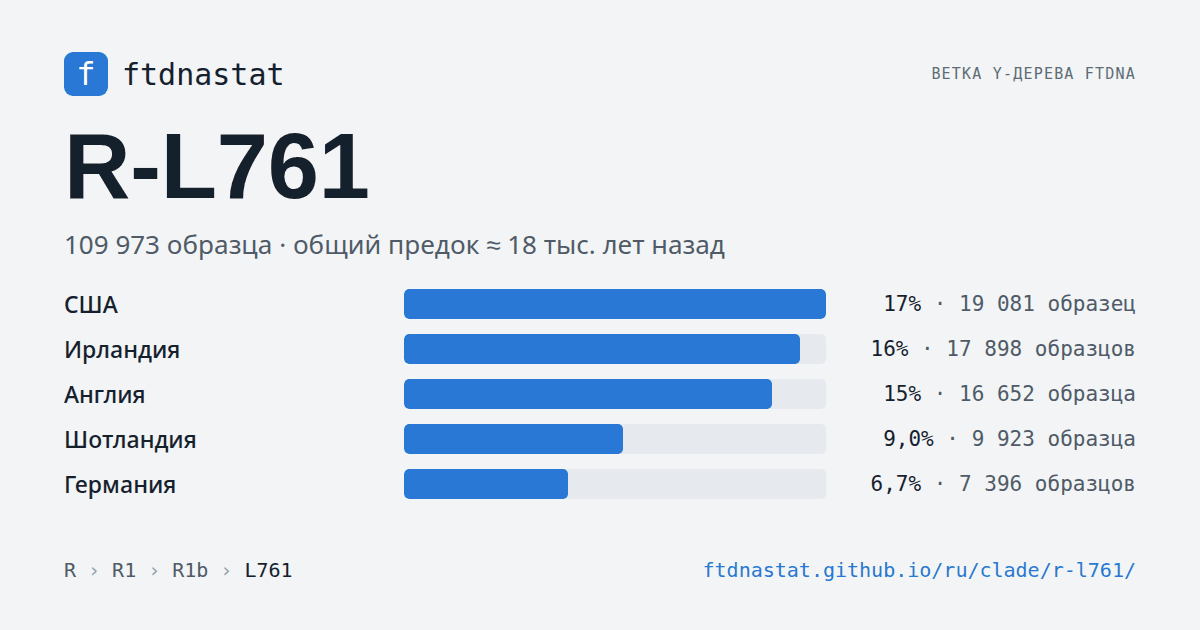 f ftdnastat
ВЕТКА Y-ДЕРЕВА FTDNA
R-L761
109 973 образца · общий предок ≈ 18 тыс. лет назад
США 17% · 19 081 образец
Ирландия 16% · 17 898 образцов
Англия 15% · 16 652 образца
Шотландия 9,0% · 9 923 образца
Германия 6,7% · 7 396 образцов
R › R1 › R1b › L761
ftdnastat.github.io/ru/clade/r-l761/